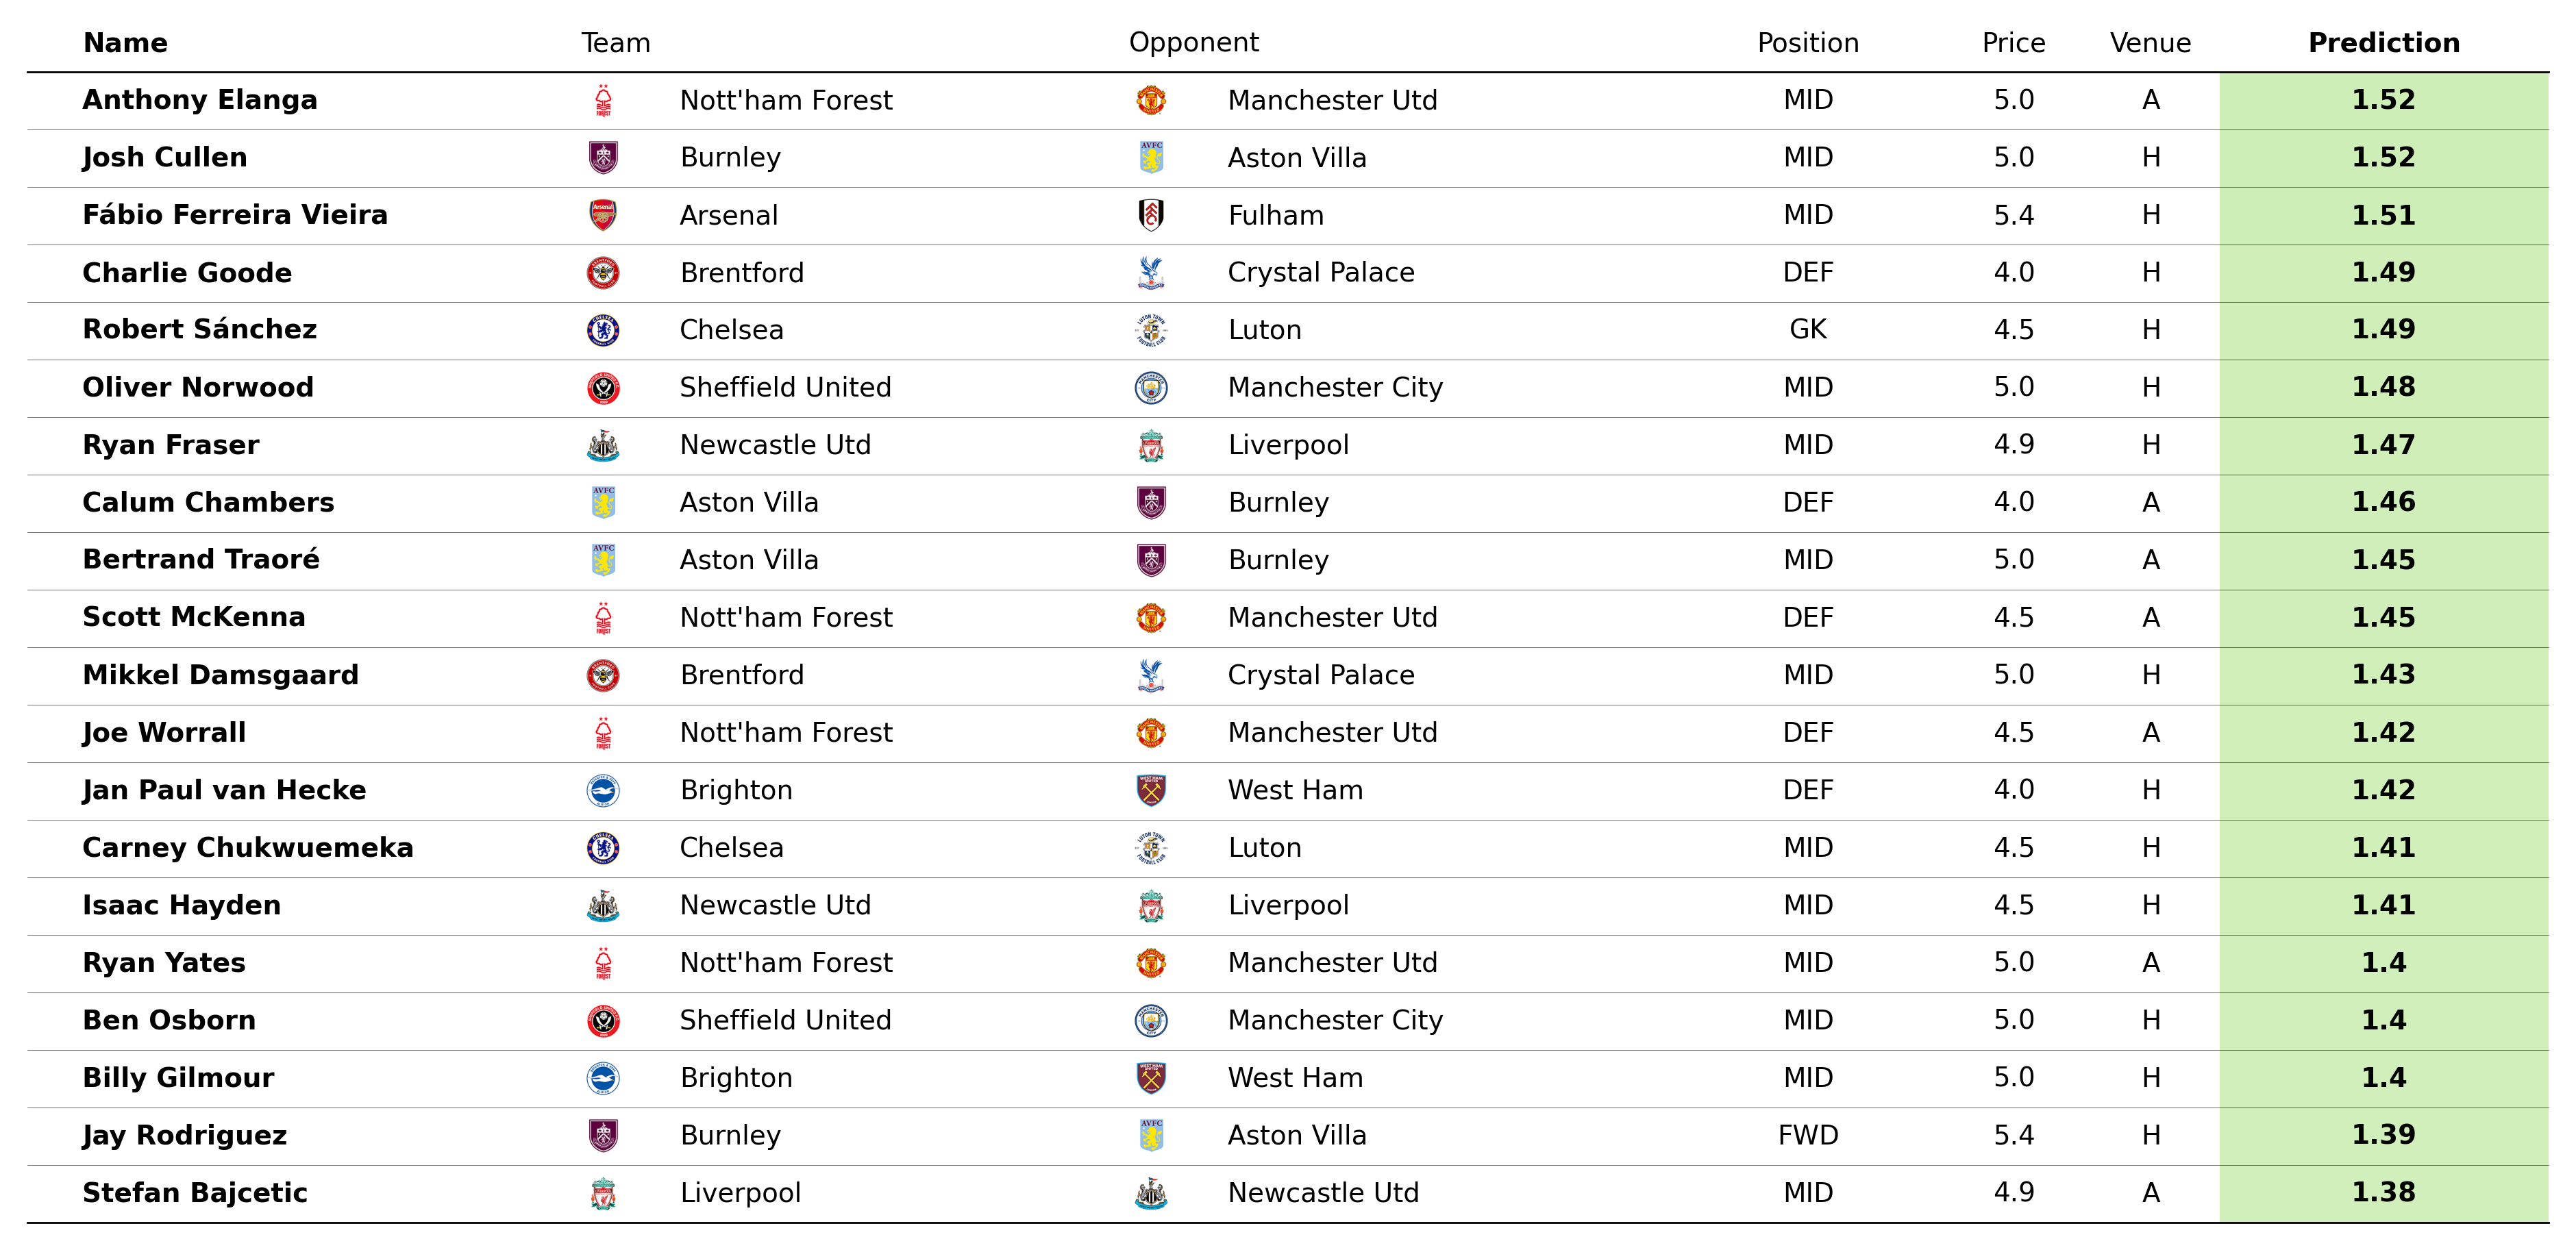 Name Team Opponent Position Price Venue Prediction
Anthony Elanga Nott'ham Forest Manchester Utd MID 5.0 A 1.52
Josh Cullen Burnley Aston Villa MID 5.0 H 1.52
Fábio Ferreira Vieira Arsenal Fulham MID 5.4 H 1.51
Charlie Goode Brentford Crystal Palace DEF 4.0 H 1.49
Robert Sánchez Chelsea Luton GK 4.5 H 1.49
Oliver Norwood Sheffield United Manchester City MID 5.0 H 1.48
Ryan Fraser Newcastle Utd Liverpool MID 4.9 H 1.47
Calum Chambers Aston Villa Burnley DEF 4.0 A 1.46
Bertrand Traoré Aston Villa Burnley MID 5.0 A 1.45
Scott McKenna Nott'ham Forest Manchester Utd DEF 4.5 A 1.45
Mikkel Damsgaard Brentford Crystal Palace MID 5.0 H 1.43
Joe Worrall Nott'ham Forest Manchester Utd DEF 4.5 A 1.42
Jan Paul van Hecke Brighton West Ham DEF 4.0 H 1.42
Carney Chukwuemeka Chelsea Luton MID 4.5 H 1.41
Isaac Hayden Newcastle Utd Liverpool MID 4.5 H 1.41
Ryan Yates Nott'ham Forest Manchester Utd MID 5.0 A 1.4
Ben Osborn Sheffield United Manchester City MID 5.0 H 1.4
Billy Gilmour Brighton West Ham MID 5.0 H 1.4
Jay Rodriguez Burnley Aston Villa FWD 5.4 H 1.39
Stefan Bajcetic Liverpool Newcastle Utd MID 4.9 A 1.38